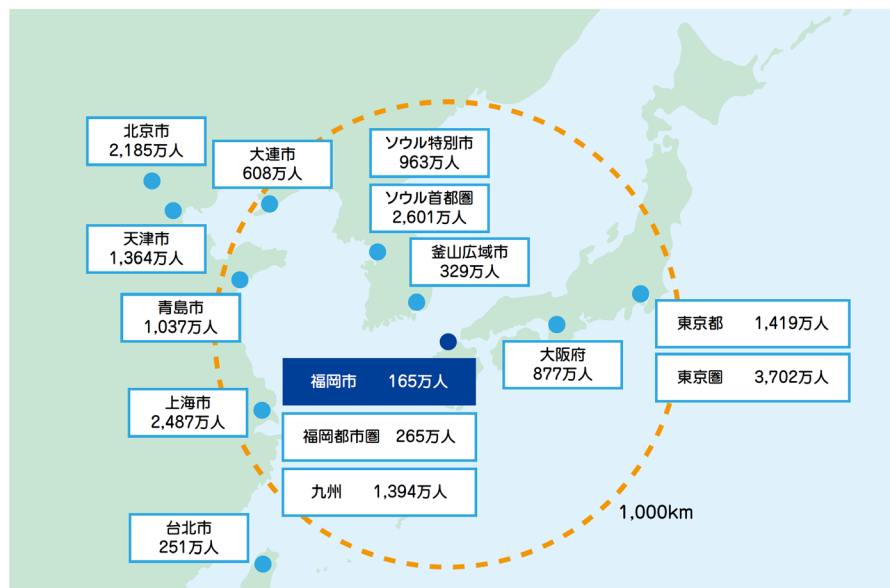 北京市
2,185万人
大連市
608万人
ソウル特別市
963万人
ソウル首都圏
2,601万人
天津市
1,364万人
釜山広域市
329万人
青島市
1,037万人
東京都 1,419万人
大阪府
877万人
東京圏 3,702万人
福岡市 165万人
上海市
2,487万人
福岡都市圏 265万人
九州 1,394万人
1,000km
台北市
251万人